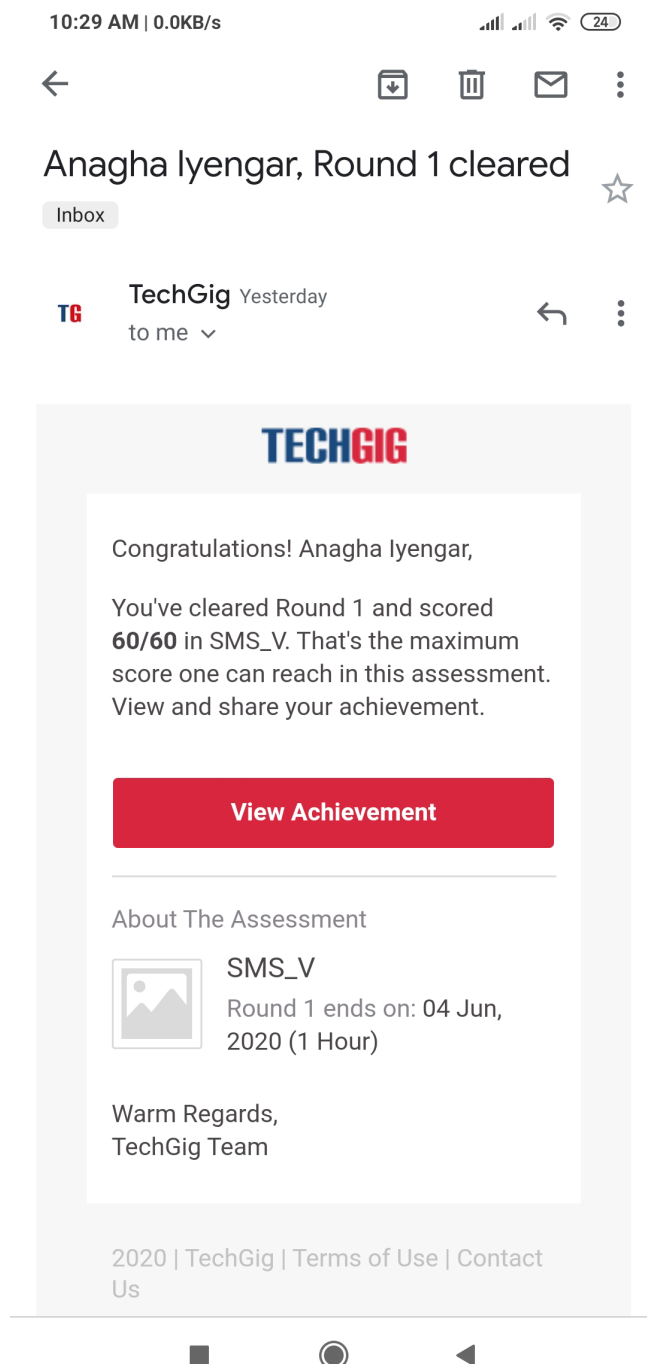 10:29 AM | 0.0KB/s
24
Anagha Iyengar, Round 1 cleared
Inbox
TG
TechGig Yesterday
to me
TECHGIG
Congratulations! Anagha Iyengar,
You've cleared Round 1 and scored
60/60 in SMS_V. That's the maximum
score one can reach in this assessment.
View and share your achievement.
View Achievement
About The Assessment
SMS_V
Round 1 ends on: 04 Jun,
2020 (1 Hour)
Warm Regards,
TechGig Team
2020 | TechGig | Terms of Use | Contact
Us